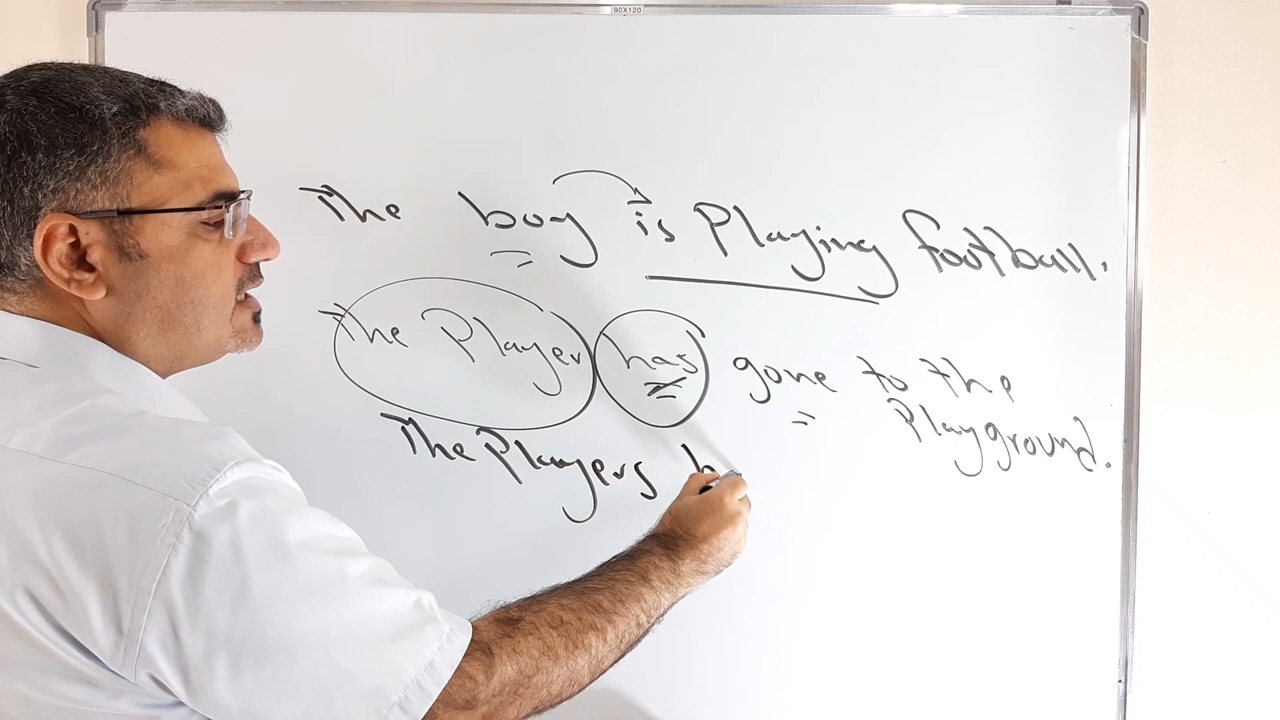 90X120
The boy is Playing football.
The Player has gone to the
Playground.
The Players h